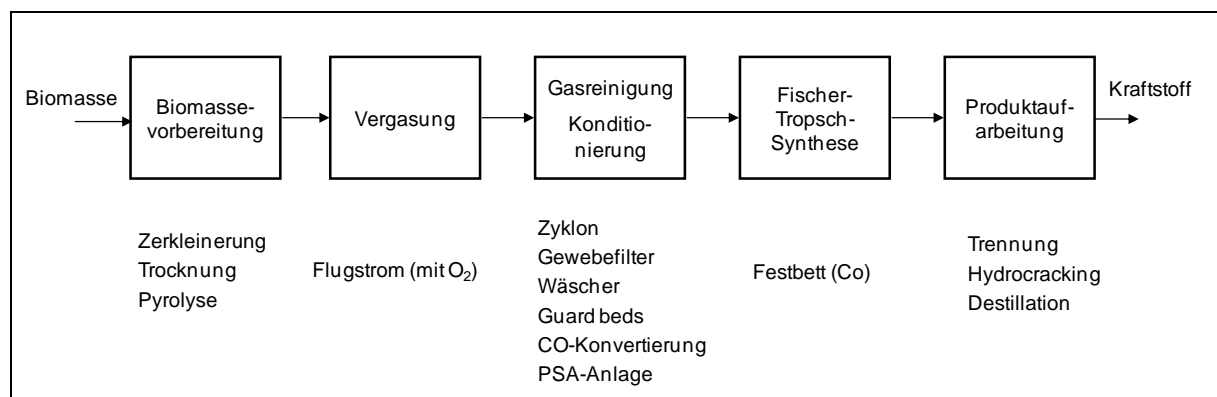 Biomasse
Biomasse-
vorbereitung
Vergasung
Gasreinigung
Konditio-
nierung
Fischer-
Tropsch-
Synthese
Produktauf-
arbeitung
Kraftstoff
Zerkleinerung
Trocknung
Pyrolyse
Flugstrom (mit O₂)
Zyklon
Gewebefilter
Wäscher
Guard beds
CO-Konvertierung
PSA-Anlage
Festbett (Co)
Trennung
Hydrocracking
Destillation